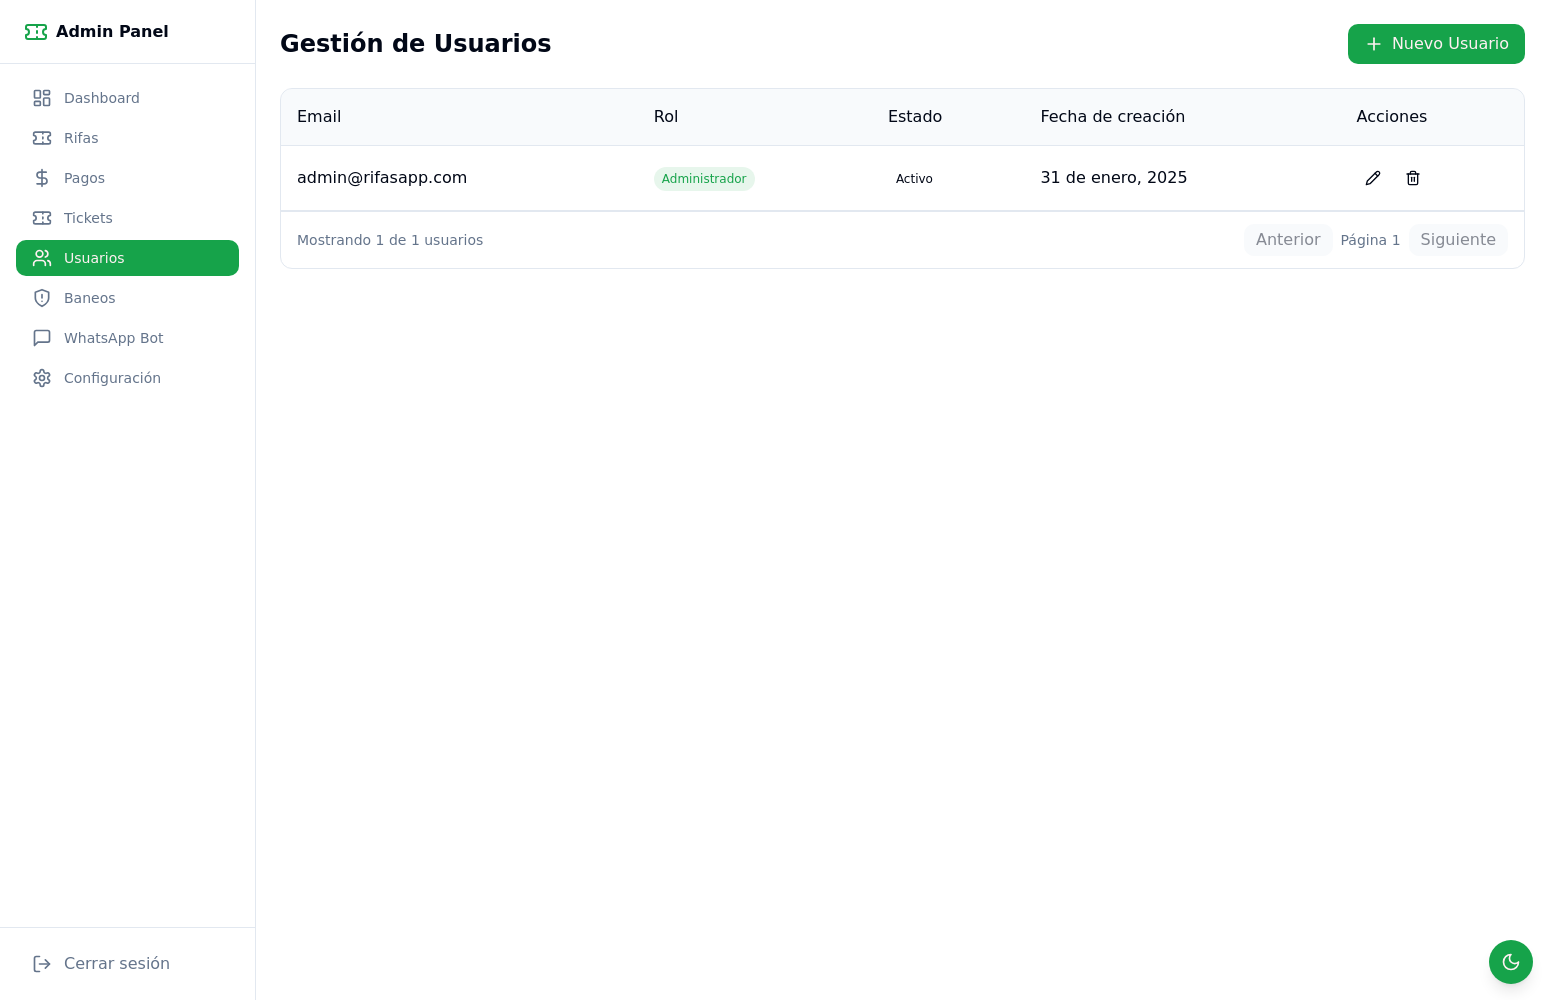 Admin Panel
Dashboard
Rifas
Pagos
Tickets
Usuarios
Baneos
WhatsApp Bot
Configuración
Cerrar sesión
Gestión de Usuarios
Nuevo Usuario
Email Rol Estado Fecha de creación Acciones
admin@rifasapp.com Administrador Activo 31 de enero, 2025
Mostrando 1 de 1 usuarios Anterior Página 1 Siguiente